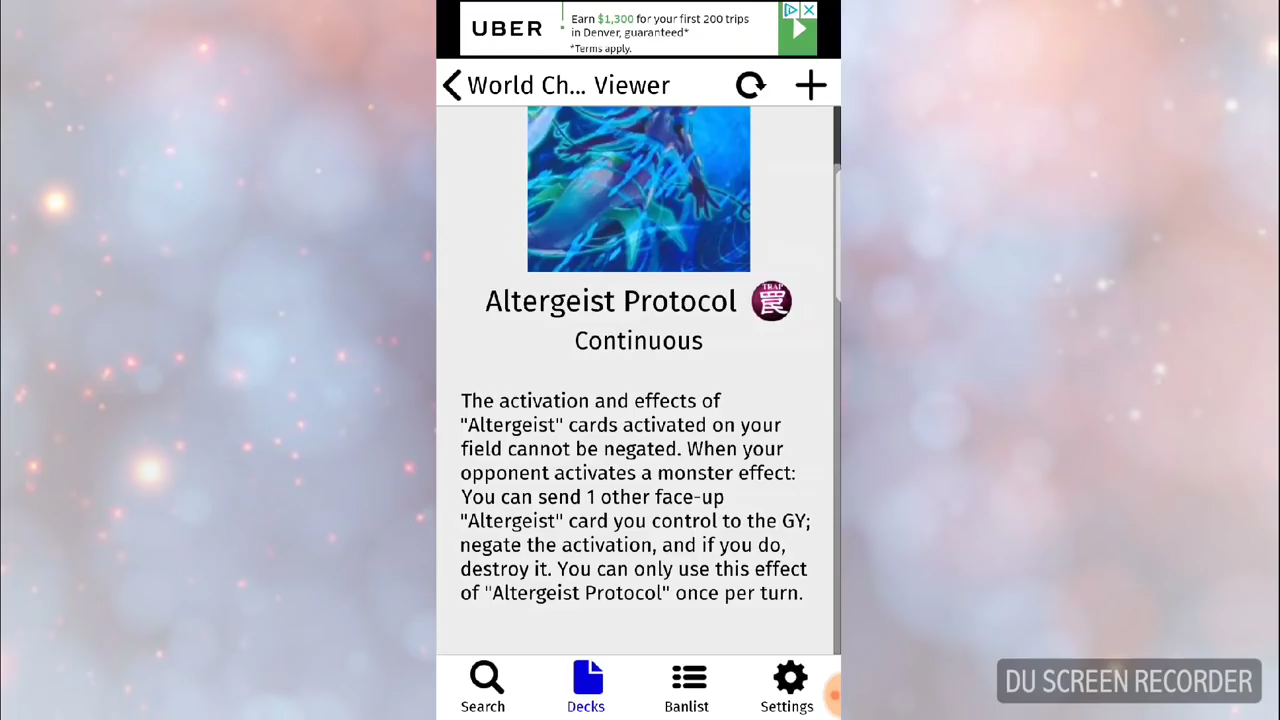 UBER
Earn $1,300 for your first 200 trips
in Denver, guaranteed*
*Terms apply.
World Ch... Viewer
Altergeist Protocol
TRAP
罠
Continuous
The activation and effects of
"Altergeist" cards activated on your
field cannot be negated. When your
opponent activates a monster effect:
You can send 1 other face-up
"Altergeist" card you control to the GY;
negate the activation, and if you do,
destroy it. You can only use this effect
of "Altergeist Protocol" once per turn.
Search
Decks
Banlist
Settings
DU SCREEN RECORDER